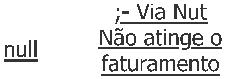 null
;- Via Nut
Não atinge o
faturamento